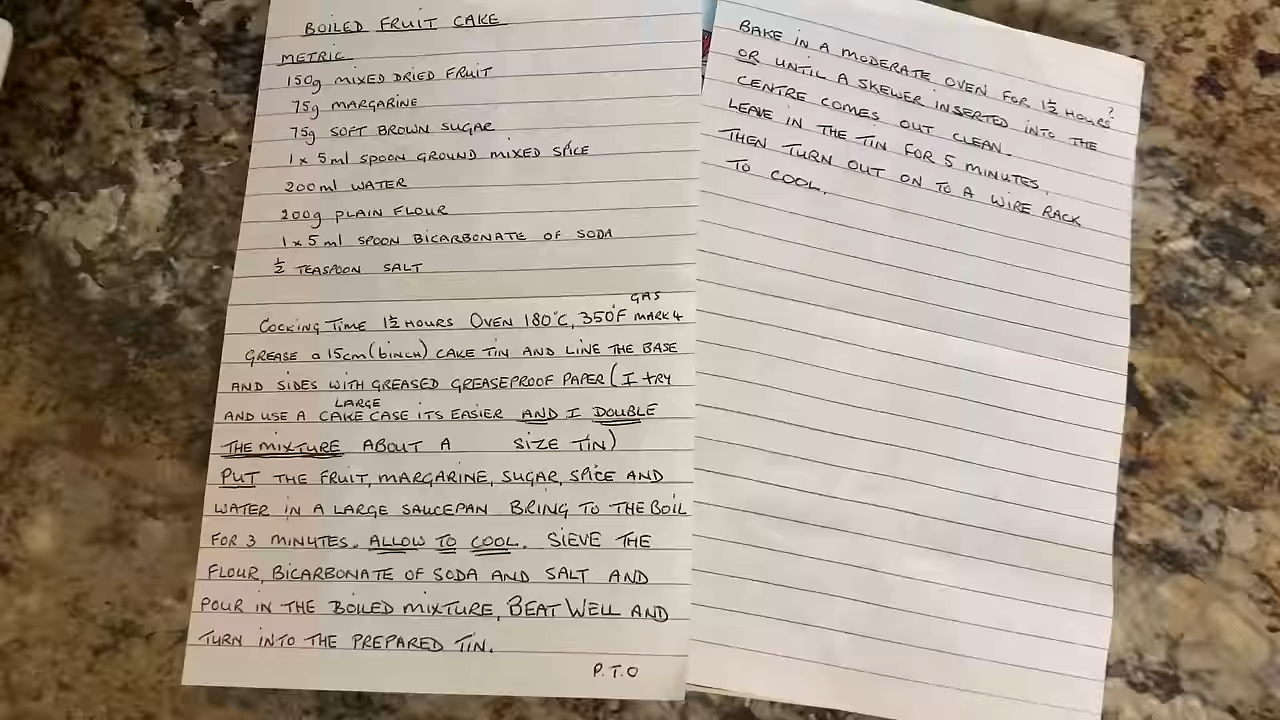 BOILED FRUIT CAKE
METRIC
150g MIXED DRIED FRUIT
75g MARGARINE
75g SOFT BROWN SUGAR
1 x 5ml SPOON GROUND MIXED SPICE
200ml WATER
200g PLAIN FLOUR
1 x 5ml SPOON BICARBONATE OF SODA
½ TEASPOON SALT
GAS
COCKING TIME 1½ HOURS OVEN 180°C, 350°F MARK 4
GREASE a 15cm (6INCH) CAKE TIN AND LINE THE BASE
AND SIDES WITH GREASED GREASEPROOF PAPER (I tRY
LARGE
AND USE A CAKE CASE ITS EASIER AND I DOUBLE
THE MIXTURE ABOUT A SIZE TIN)
PUT THE FRUIT, MARGARINE, SUGAR, SPICE AND
WATER IN A LARGE SAUCEPAN BRING TO THE BOIL
FOR 3 MINUTES. ALLOW TO COOL. SIEVE THE
FLOUR, BICARBONATE OF SODA AND SALT AND
POUR IN THE BOILED MIXTURE, BEAT WELL AND
TURN INTO THE PREPARED TIN.
P.T.O
BAKE IN A MODERATE OVEN FOR 1½ HOURS?
OR UNTIL A SKEWER INSERTED INTO THE
CENTRE COMES OUT CLEAN.
LEAVE IN THE TIN FOR 5 MINUTES,
THEN TURN OUT ON TO A WIRE RACK
TO COOL.